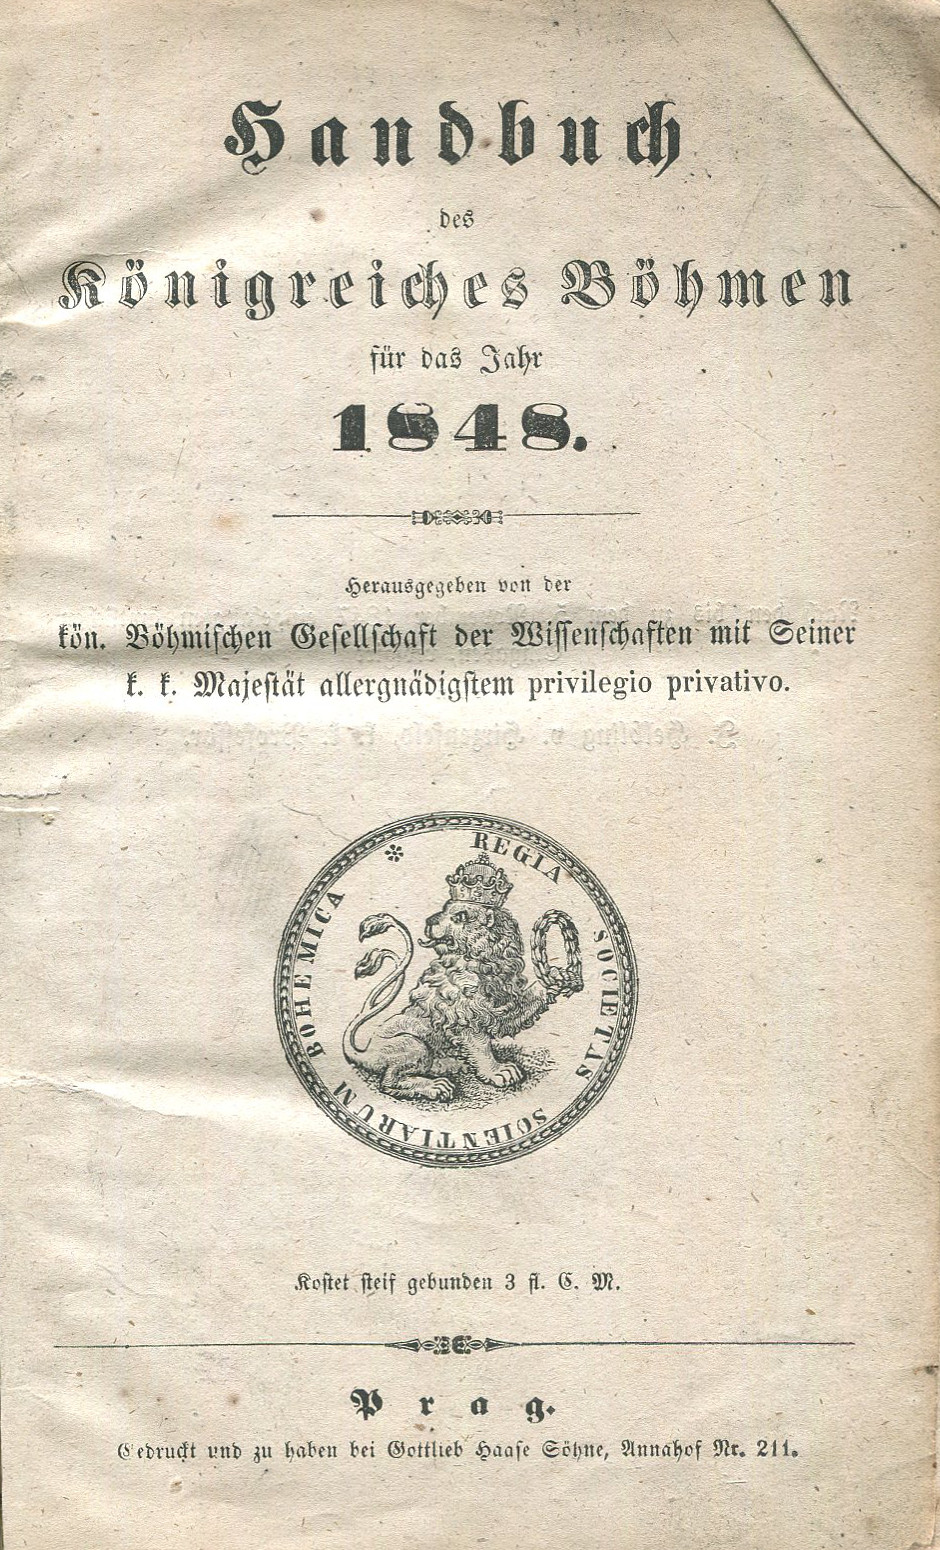 Handbuch
des
Königreiches Böhmen
für das Jahr
1848.
Herausgegeben von der
kön. Böhmischen Gesellschaft der Wissenschaften mit Seiner
k. k. Majestät allergnädigstem privilegio privativo.
REGIA SOCIETAS SCIENTIARUM BOHEMICA
Kostet steif gebunden 3 fl. C. M.
Prag.
Gedruckt und zu haben bei Gottlieb Haase Söhne, Annahof Nr. 211.